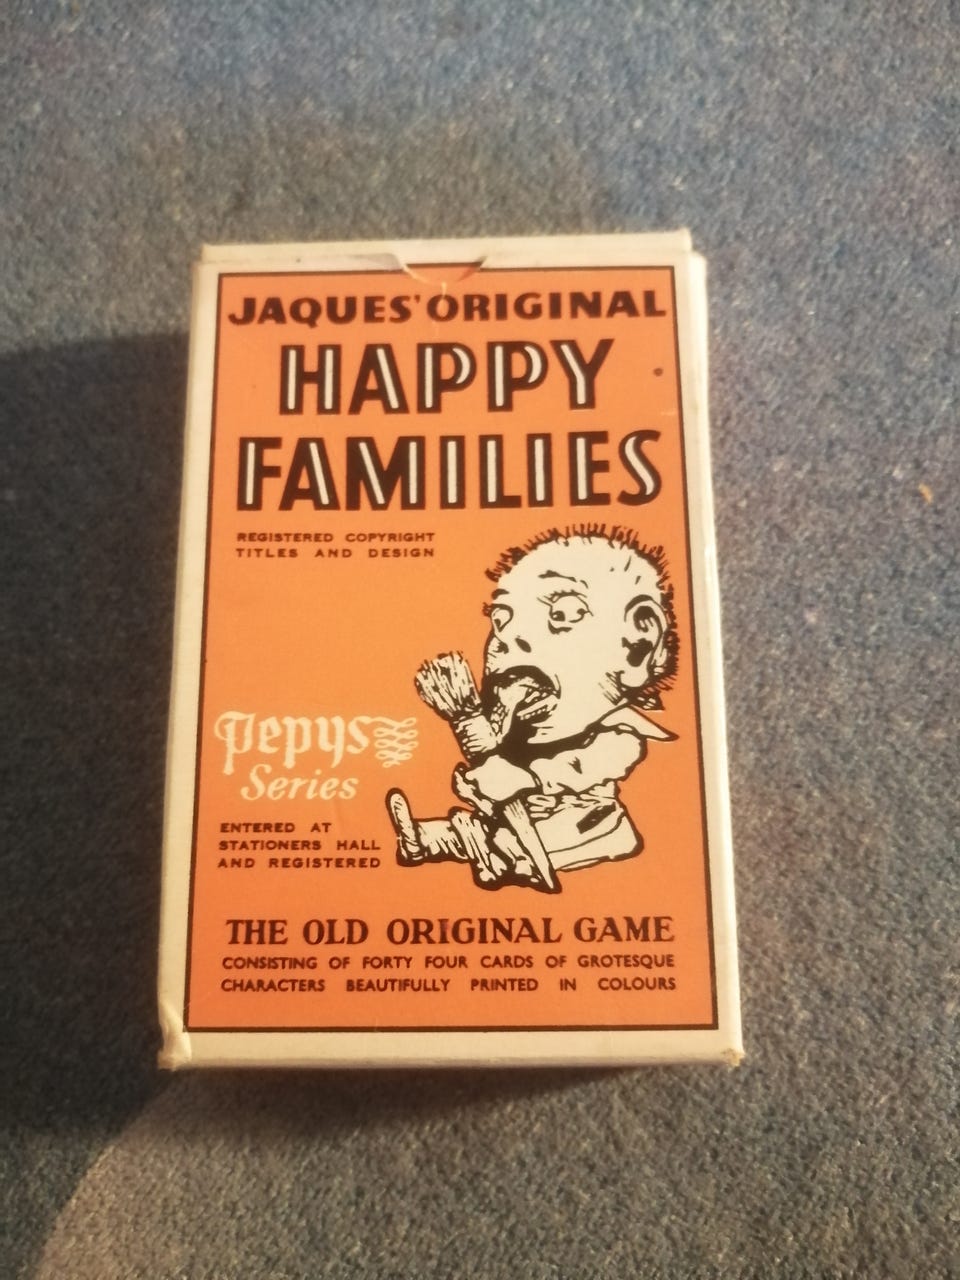 JAQUES' ORIGINAL
HAPPY
FAMILIES
REGISTERED COPYRIGHT
TITLES AND DESIGN
Pepys
Series
ENTERED AT
STATIONERS HALL
AND REGISTERED
THE OLD ORIGINAL GAME
CONSISTING OF FORTY FOUR CARDS OF GROTESQUE
CHARACTERS BEAUTIFULLY PRINTED IN COLOURS